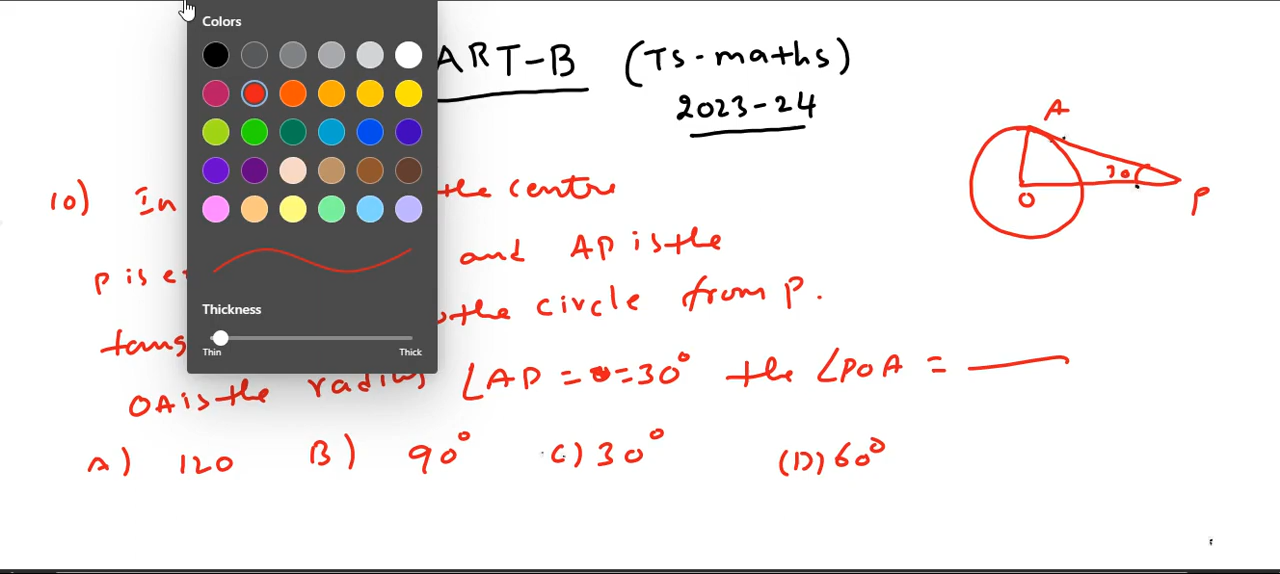 Colors
ART-B (TS-maths)
2023-24
A
30
O
P
10) In the centre
P is e and AP is the
Thickness
the circle from P.
tang
Thin Thick
OA is the radius ∠AP = = 30° the ∠POA = ____
A) 120 B) 90° C) 30° (D) 60°